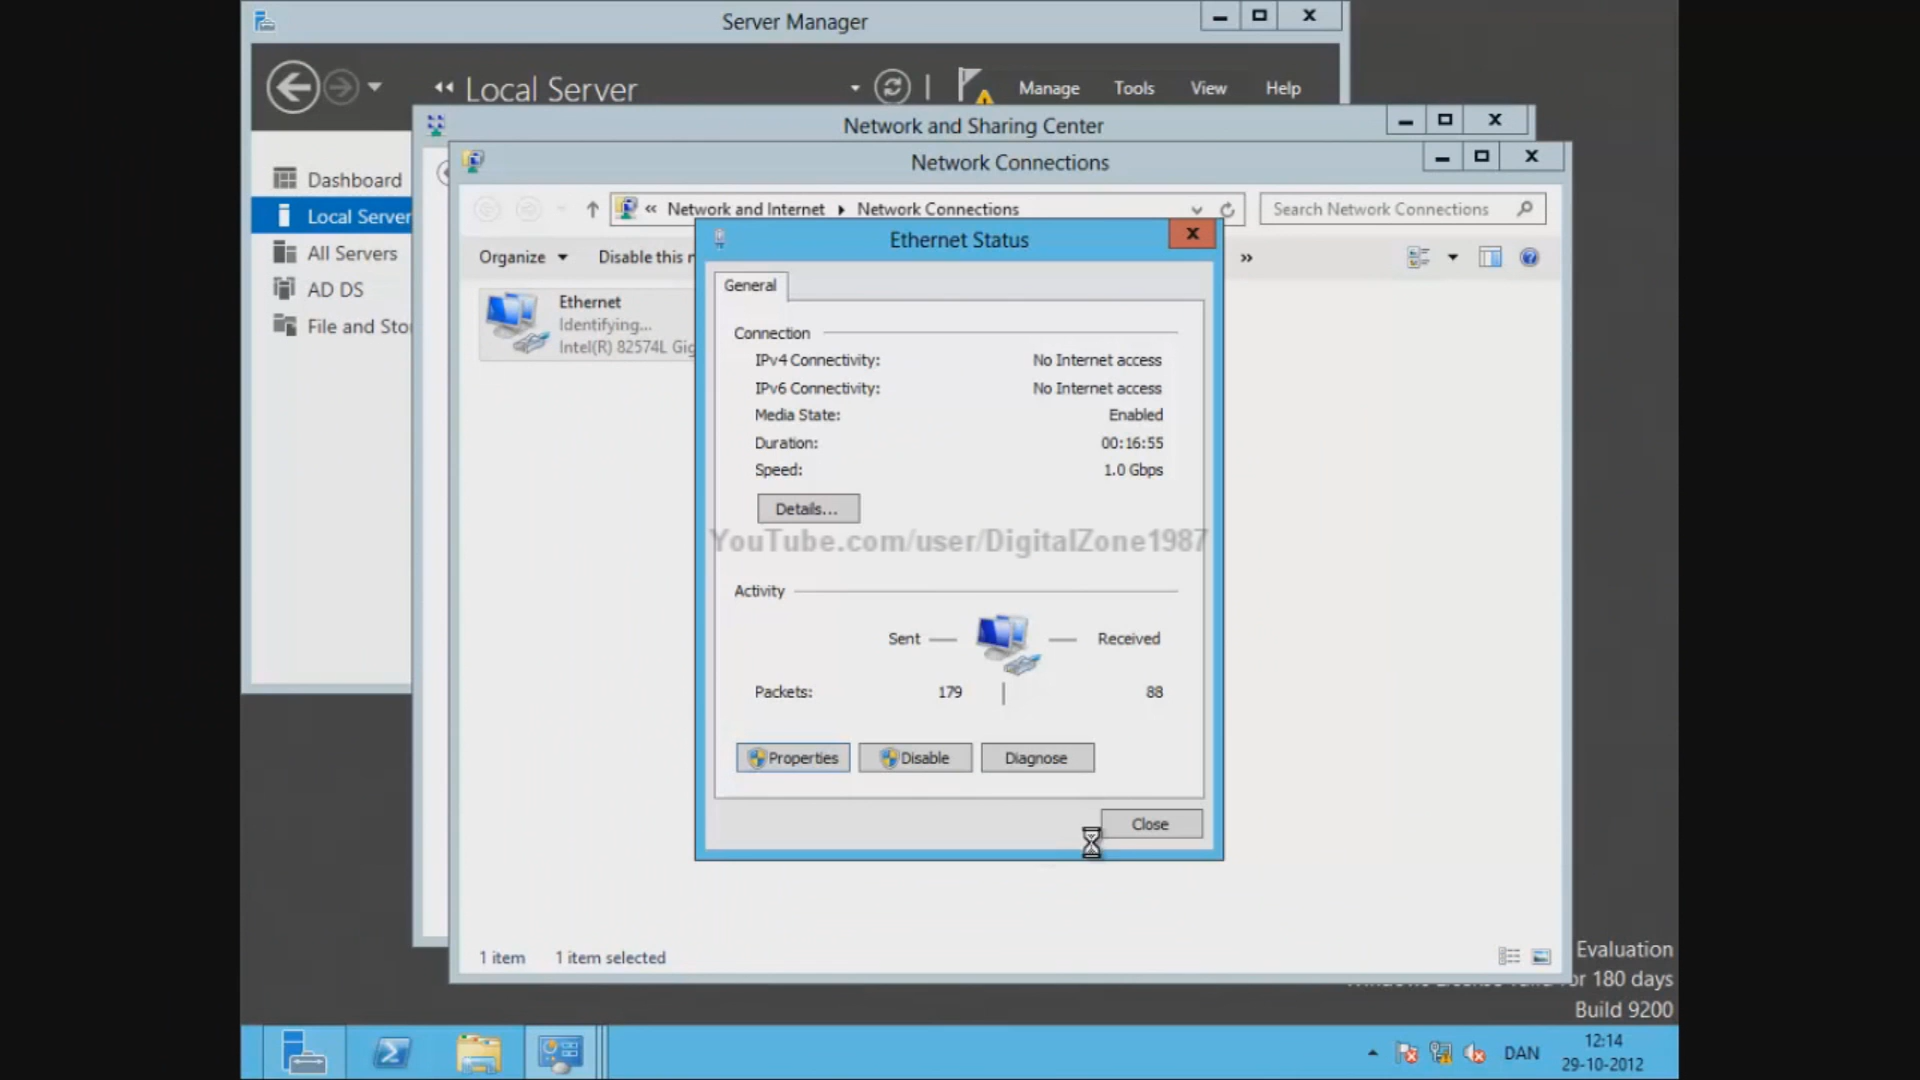 Server Manager
Local Server
Manage
Tools
View
Help
Network and Sharing Center
Network Connections
Dashboard
Local Server
All Servers
AD DS
File and Sto
« Network and Internet ▸ Network Connections
Search Network Connections
Organize
Disable this n
»
Ethernet
Identifying...
Intel(R) 82574L Gig
Ethernet Status
General
Connection
IPv4 Connectivity: No Internet access
IPv6 Connectivity: No Internet access
Media State: Enabled
Duration: 00:16:55
Speed: 1.0 Gbps
Details...
YouTube.com/user/DigitalZone1987
Activity
Sent — Received
Packets: 179 | 88
Properties
Disable
Diagnose
Close
1 item 1 item selected
Evaluation
or 180 days
Build 9200
DAN
12:14
29-10-2012